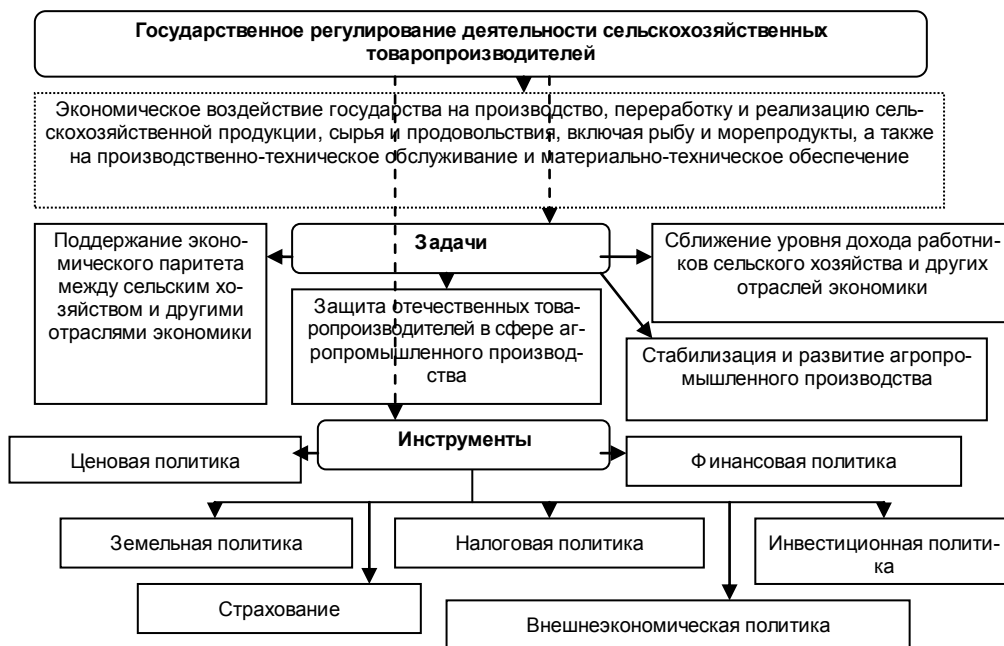 Государственное регулирование деятельности сельскохозяйственных
товаропроизводителей
Экономическое воздействие государства на производство, переработку и реализацию сель-
скохозяйственной продукции, сырья и продовольствия, включая рыбу и морепродукты, а также
на производственно-техническое обслуживание и материально-техническое обеспечение
Задачи
Поддержание эконо-
мического паритета
между сельским хо-
зяйством и другими
отраслями экономики
Защита отечественных това-
ропроизводителей в сфере аг-
ропромышленного производ-
ства
Сближение уровня дохода работни-
ков сельского хозяйства и других
отраслей экономики
Стабилизация и развитие агропро-
мышленного производства
Инструменты
Ценовая политика
Финансовая политика
Земельная политика
Налоговая политика
Инвестиционная полити-
ка
Страхование
Внешнеэкономическая политика